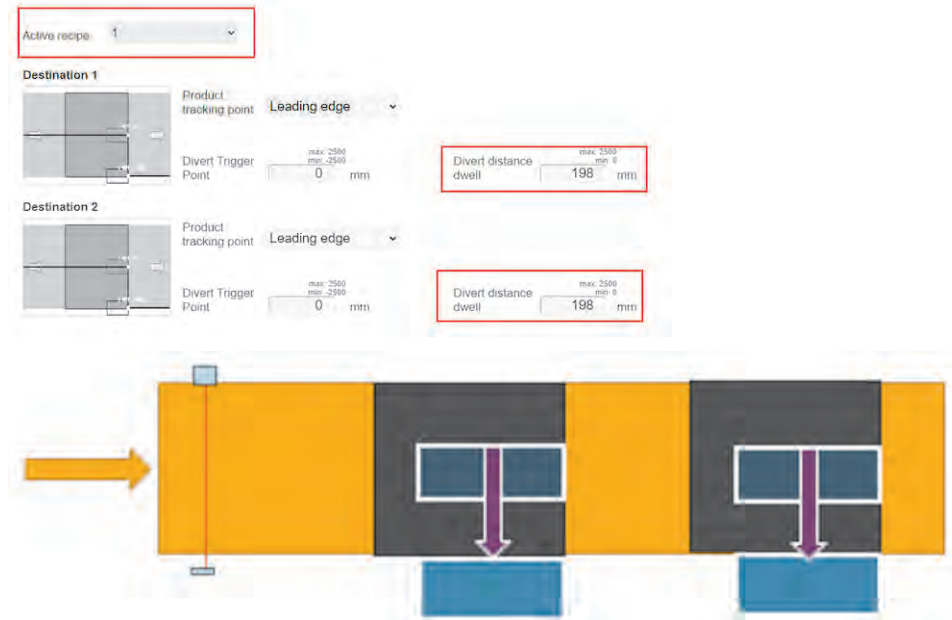 Active recipe 1
Destination 1
Product
tracking point Leading edge
max: 2500
min: -2500
Divert Trigger
Point 0 mm
max: 2500
min: 0
Divert distance
dwell 198 mm
Destination 2
Product
tracking point Leading edge
max: 2500
min: -2500
Divert Trigger
Point 0 mm
max: 2500
min: 0
Divert distance
dwell 198 mm